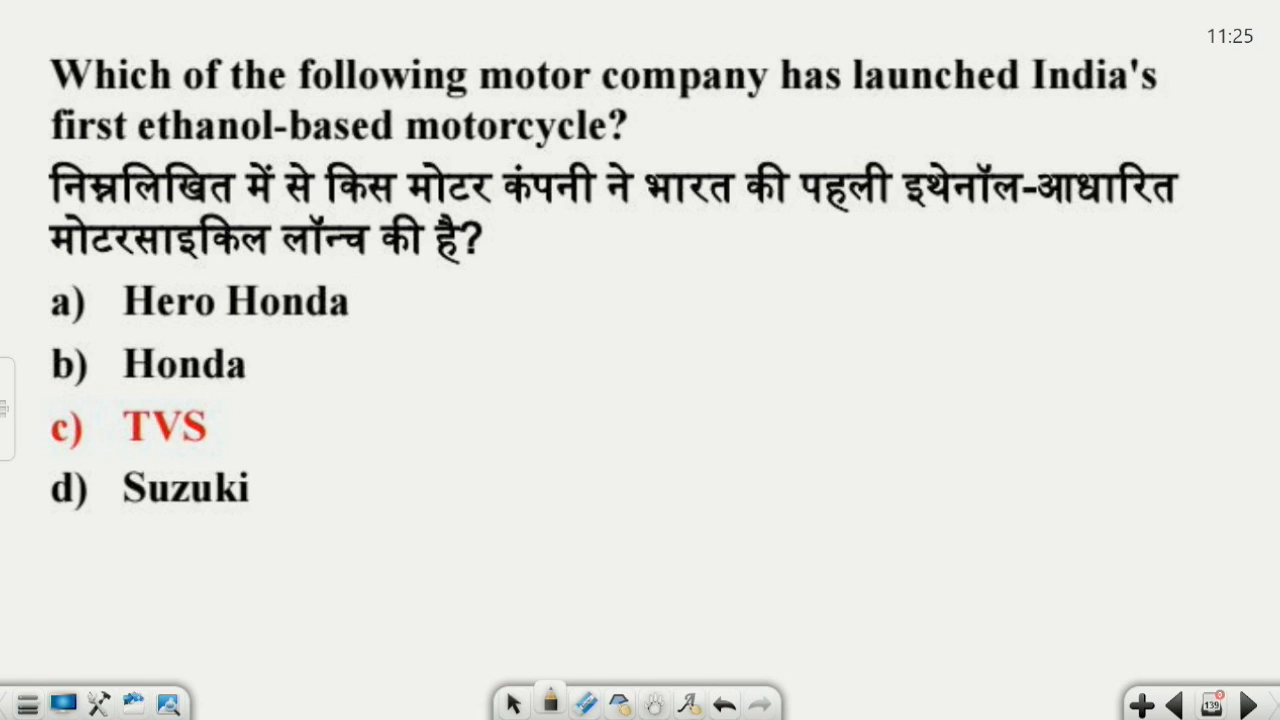 11:25
Which of the following motor company has launched India's
first ethanol-based motorcycle?
निम्नलिखित में से किस मोटर कंपनी ने भारत की पहली इथेनॉल-आधारित
मोटरसाइकिल लॉन्च की है?
a) Hero Honda
b) Honda
c) TVS
d) Suzuki
139